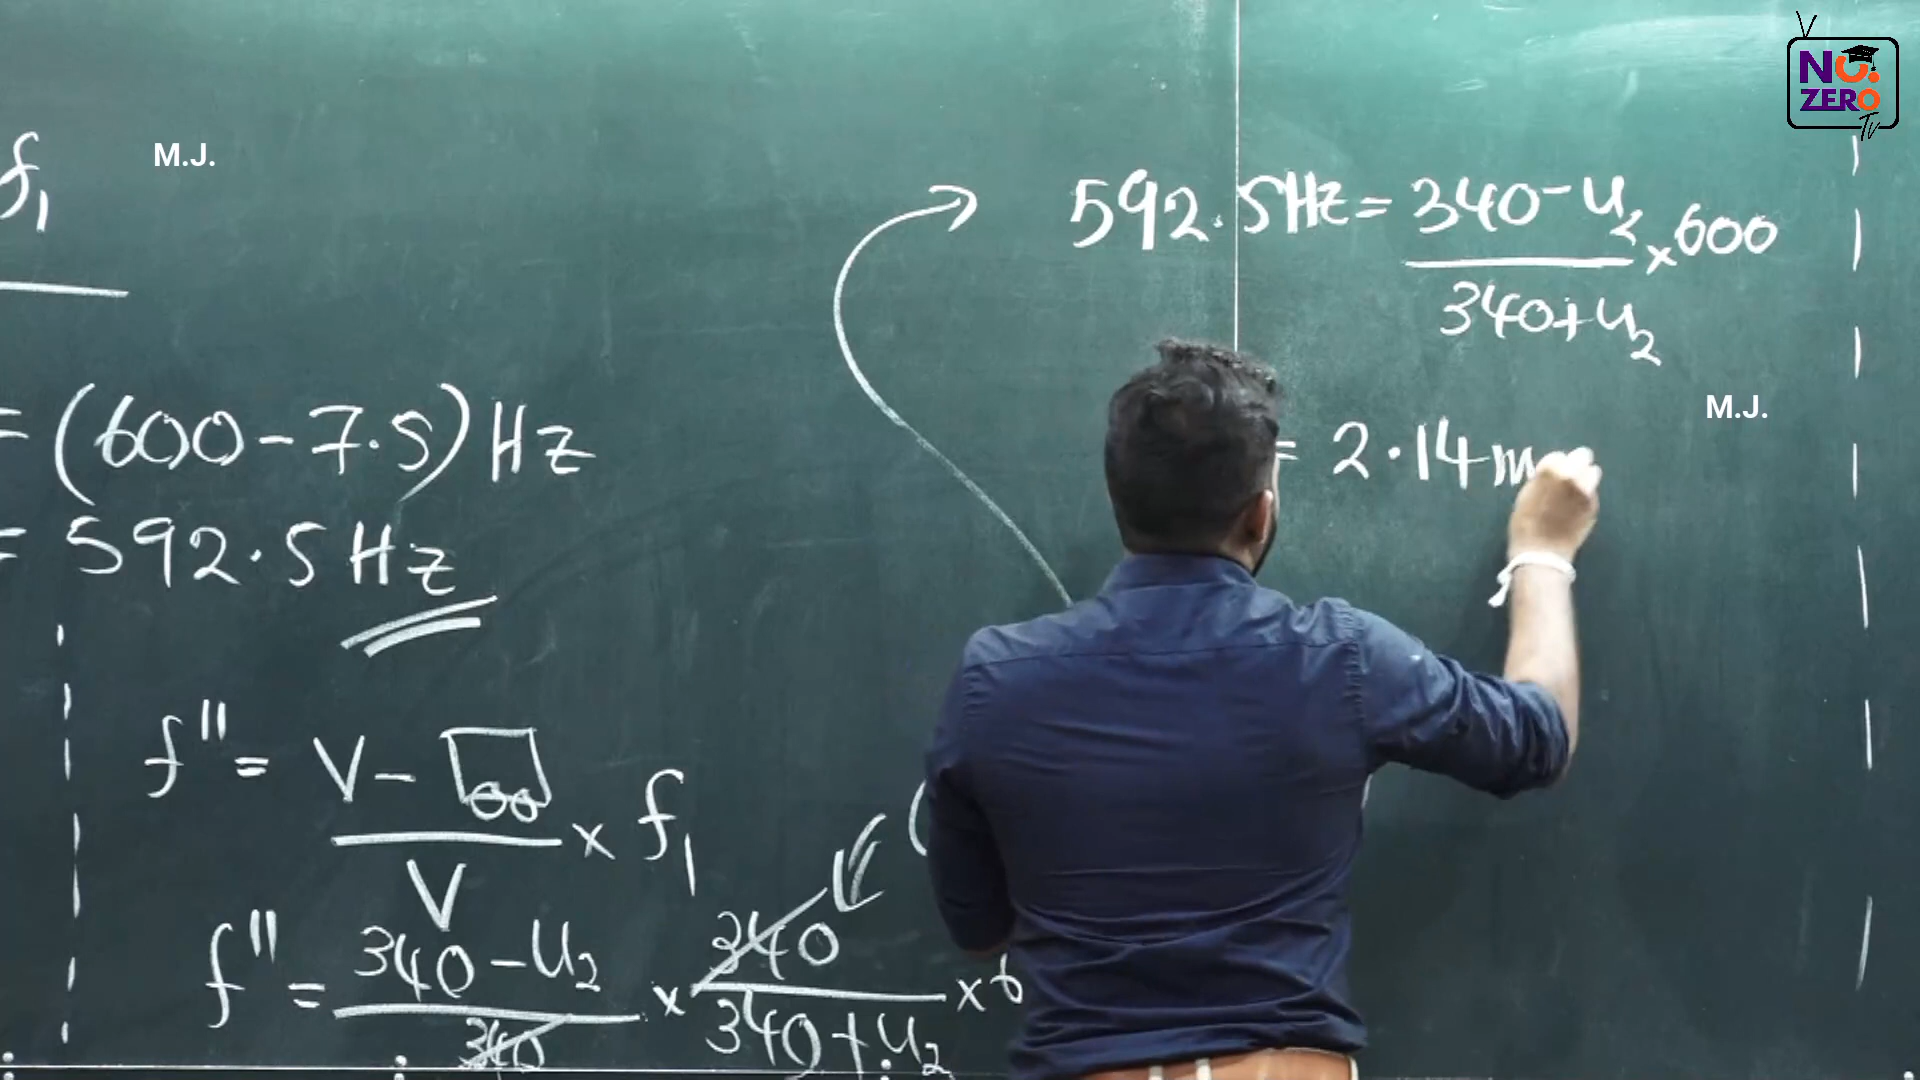 NO.
ZERO
Tv
M.J.
f₁
592.5Hz = 340-u₂ ×600
340+u₂
= (600-7.5) Hz
= 592.5 Hz
= 2.14 m
M.J.
f" = V- × f₁
V
f" = 340-u₂ × 340 ×6
340 340+u₂